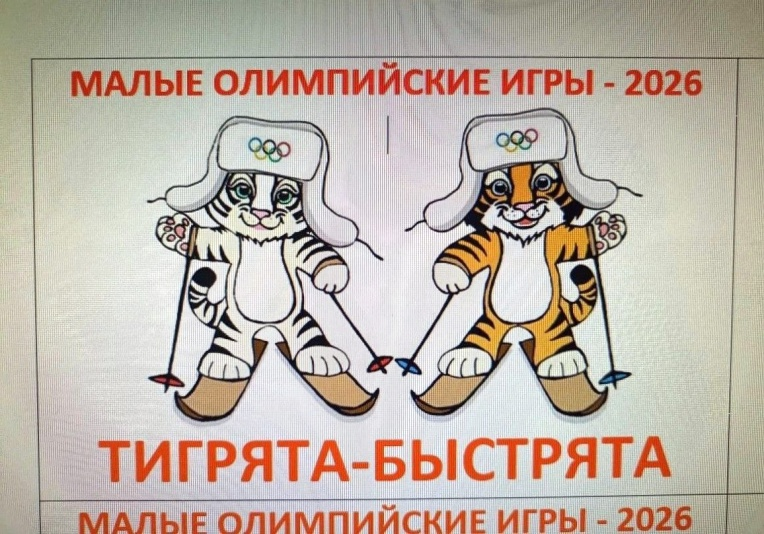 МАЛЫЕ ОЛИМПИЙСКИЕ ИГРЫ - 2026
ТИГРЯТА-БЫСТРЯТА
МАЛЫЕ ОЛИМПИЙСКИЕ ИГРЫ - 2026